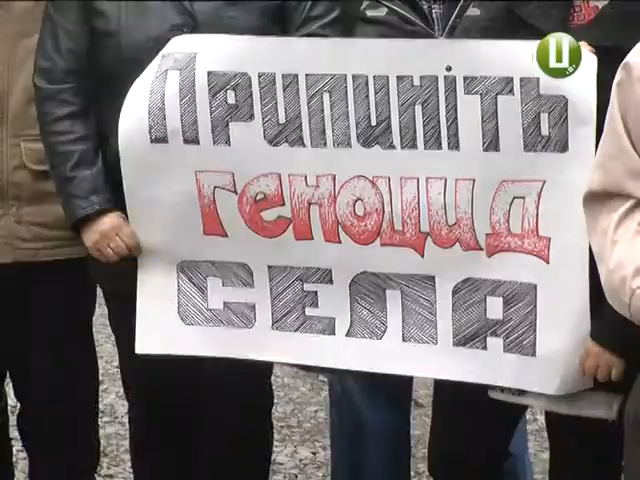 Припиніть
геноцид
села
Ц